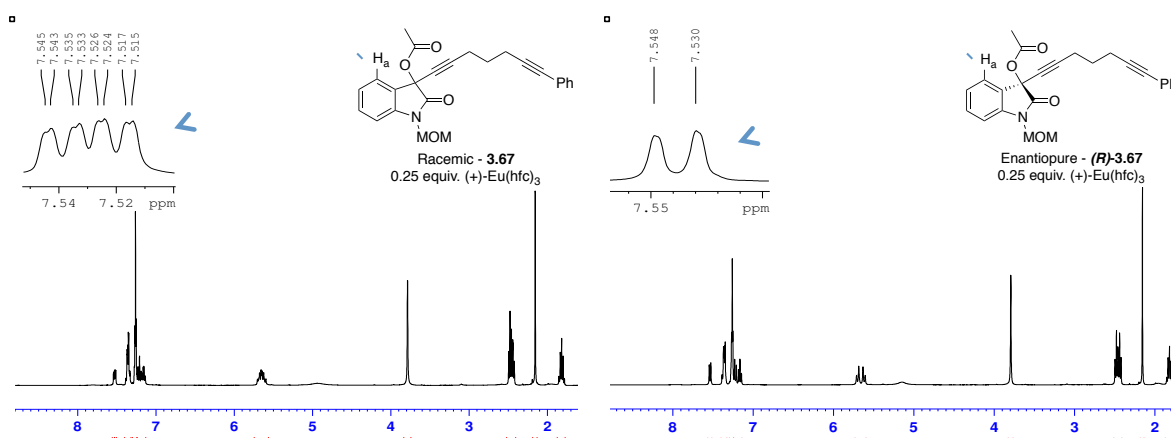 7.545
7.543
7.535
7.533
7.526
7.524
7.517
7.515
7.54 7.52 ppm
O
O
Ha
O
N
MOM
Ph
Racemic - 3.67
0.25 equiv. (+)-Eu(hfc)3
8 7 6 5 4 3 2
7.548
7.530
7.55 ppm
O
O
Ha
O
N
MOM
Enantiopure - (R)-3.67
0.25 equiv. (+)-Eu(hfc)3
8 7 6 5 4 3 2